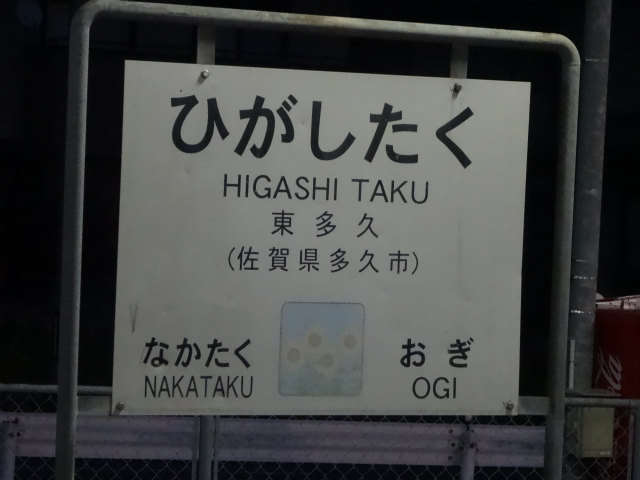 ひがしたく
HIGASHI TAKU
東多久
(佐賀県多久市)
なかたく おぎ
NAKATAKU OGI